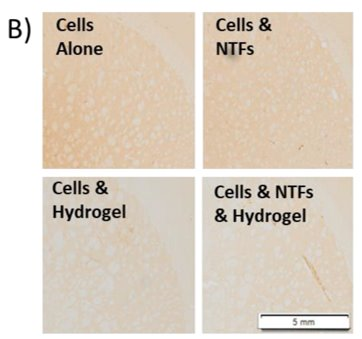 B)
Cells
Alone
Cells &
NTFs
Cells &
Hydrogel
Cells & NTFs
& Hydrogel
5 mm